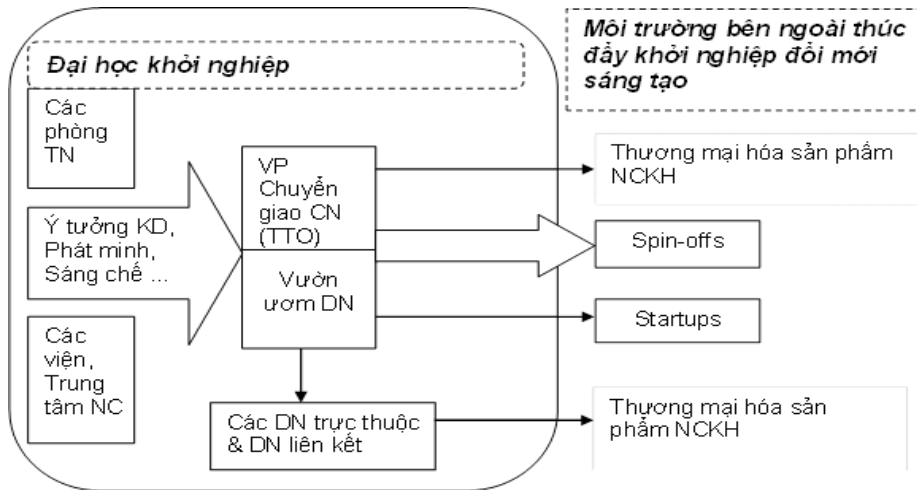 Đại học khởi nghiệp
Môi trường bên ngoài thúc
đẩy khởi nghiệp đổi mới
sáng tạo
Các
phòng
TN
Ý tưởng KD,
Phát minh,
Sáng chế ...
Các
viện,
Trung
tâm NC
VP
Chuyển
giao CN
(TTO)
Vườn
ươm DN
Các DN trực thuộc
& DN liên kết
Thương mại hóa sản phẩm
NCKH
Spin-offs
Startups
Thương mại hóa sản
phẩm NCKH